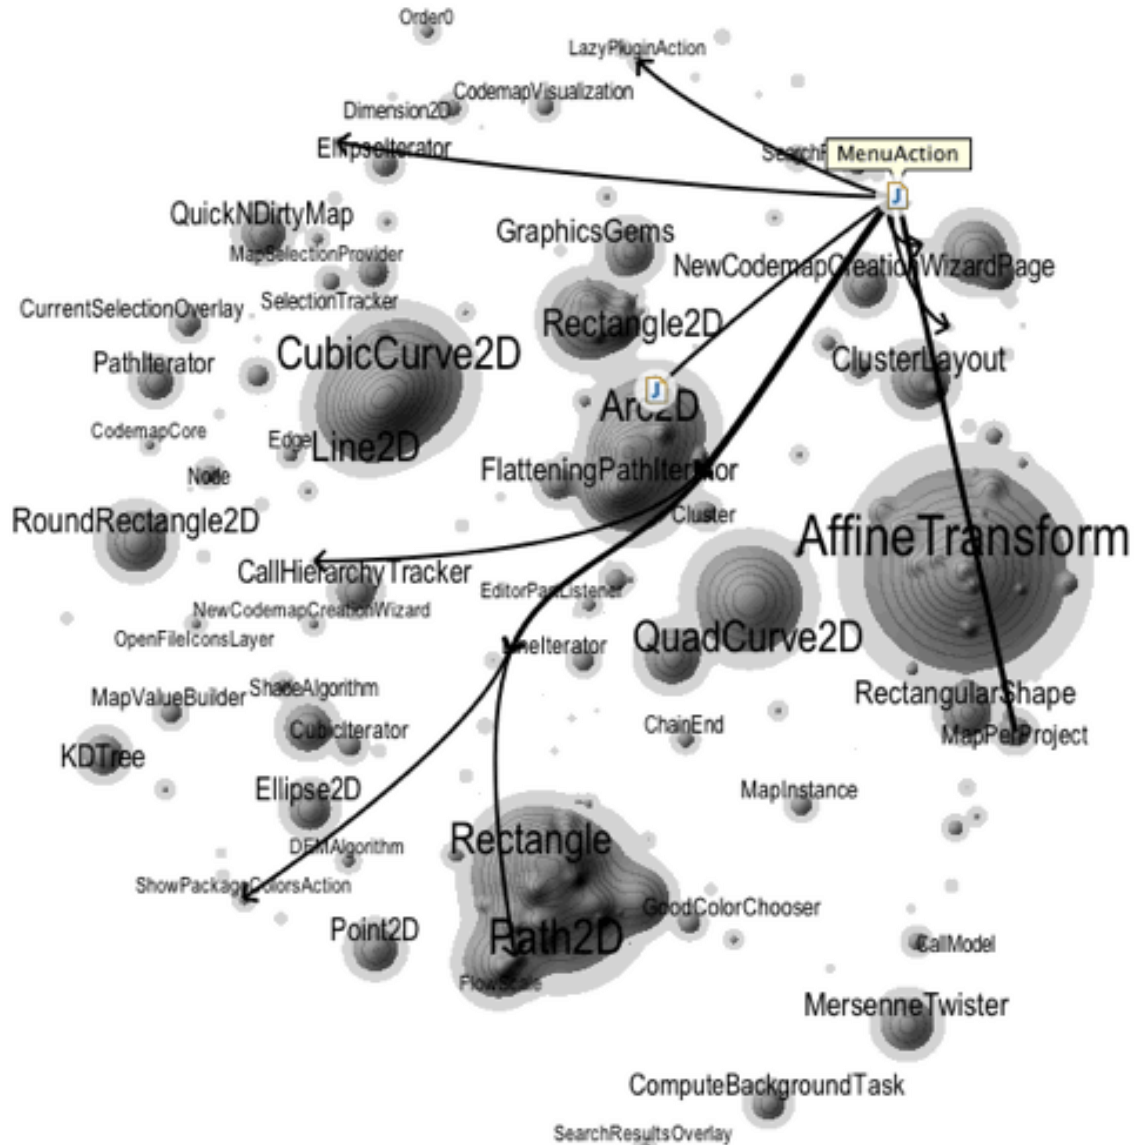 Order0
LazyPluginAction
CodemapVisualization
Dimension2D
EllipseIterator
MenuAction
QuickNDirtyMap
GraphicsGems
MapSelectionProvider
NewCodemapCreationWizardPage
SelectionTracker
CurrentSelectionOverlay
Rectangle2D
CubicCurve2D
PathIterator
ClusterLayout
J
J
Arc2D
CodemapCore
Edge
Line2D
Node
FlatteningPathIterator
Cluster
RoundRectangle2D
AffineTransform
CallHierarchyTracker
EditorPartListener
NewCodemapCreationWizard
OpenFileIconsLayer
LineIterator
QuadCurve2D
ShadeAlgorithm
MapValueBuilder
RectangularShape
CubicIterator
ChainEnd
MapPerProject
KDTree
Ellipse2D
MapInstance
Rectangle
DEMAlgorithm
ShowPackageColorsAction
GoodColorChooser
Point2D
Path2D
CallModel
FlowScale
MersenneTwister
ComputeBackgroundTask
SearchResultsOverlay